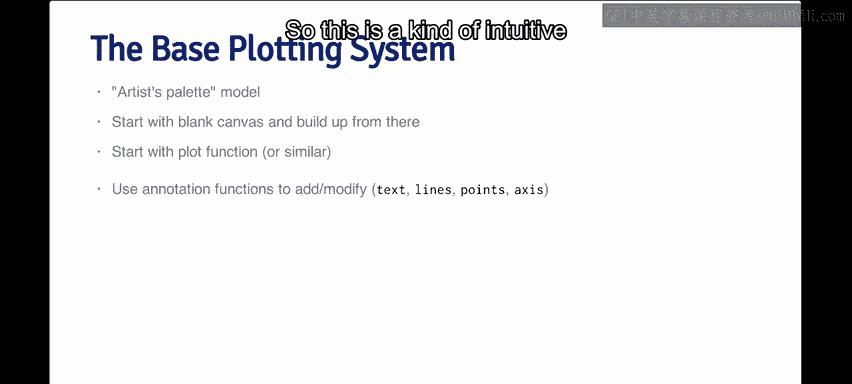 So this is a kind of intuitive
The Base Plotting System
· "Artist's palette" model
· Start with blank canvas and build up from there
· Start with plot function (or similar)
· Use annotation functions to add/modify (text, lines, points, axis)